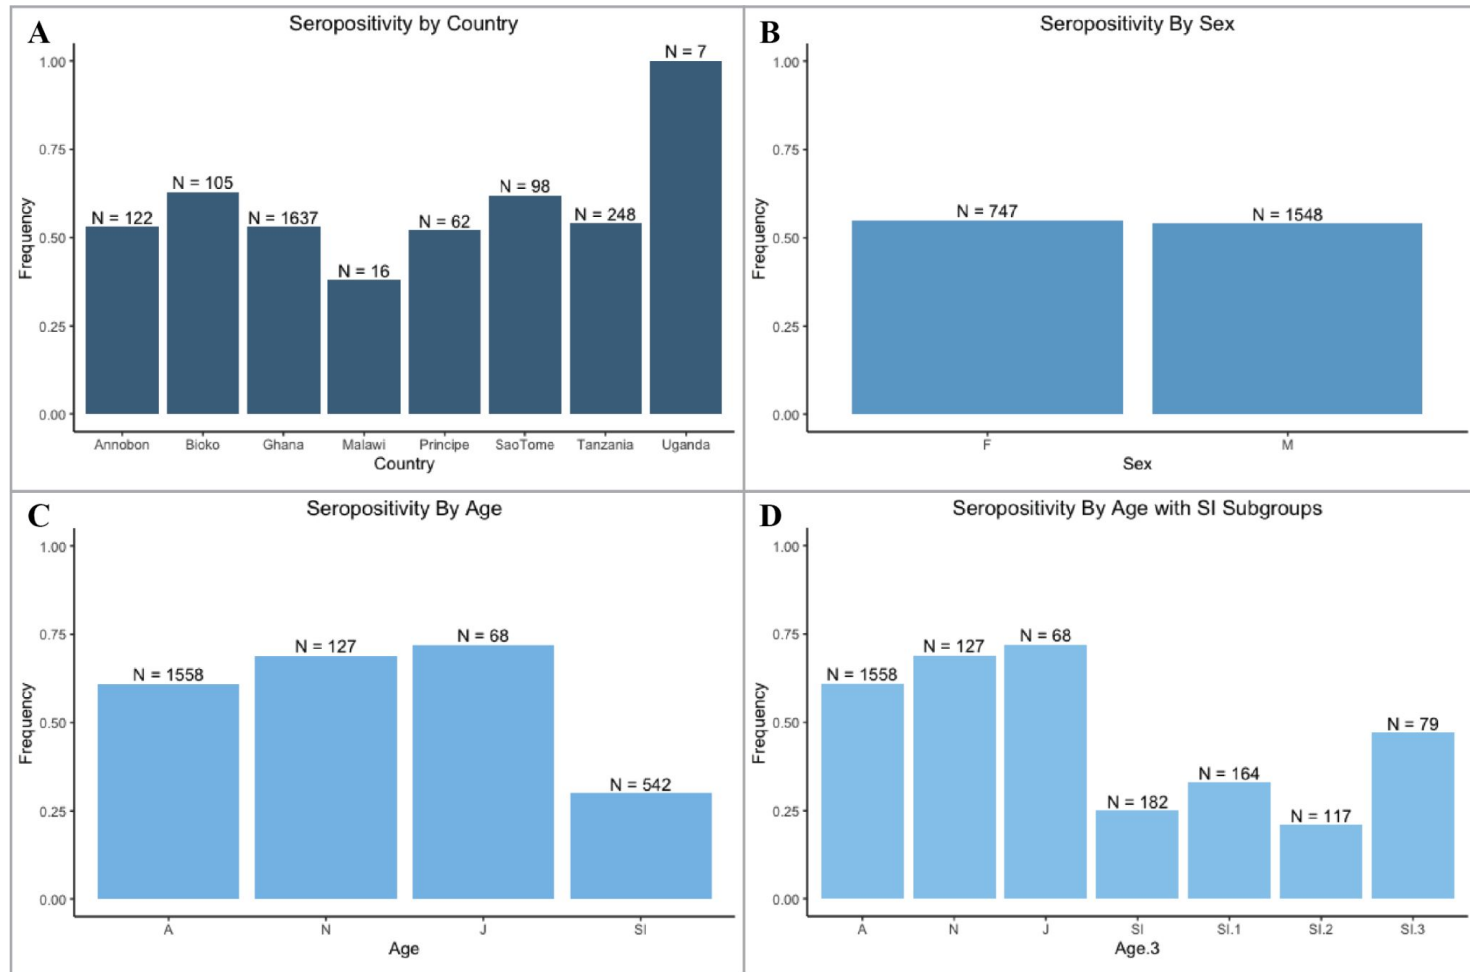 A
Seropositivity by Country
Frequency
1.00
0.75
0.50
0.25
0.00
N = 122
N = 105
N = 1637
N = 16
N = 62
N = 98
N = 248
N = 7
Annobon Bioko Ghana Malawi Principe SaoTome Tanzania Uganda
Country
B
Seropositivity By Sex
Frequency
1.00
0.75
0.50
0.25
0.00
N = 747
N = 1548
F M
Sex
C
Seropositivity By Age
Frequency
1.00
0.75
0.50
0.25
0.00
N = 1558
N = 127
N = 68
N = 542
A N J SI
Age
D
Seropositivity By Age with SI Subgroups
Frequency
1.00
0.75
0.50
0.25
0.00
N = 1558
N = 127
N = 68
N = 182
N = 164
N = 117
N = 79
A N J SI SI.1 SI.2 SI.3
Age.3